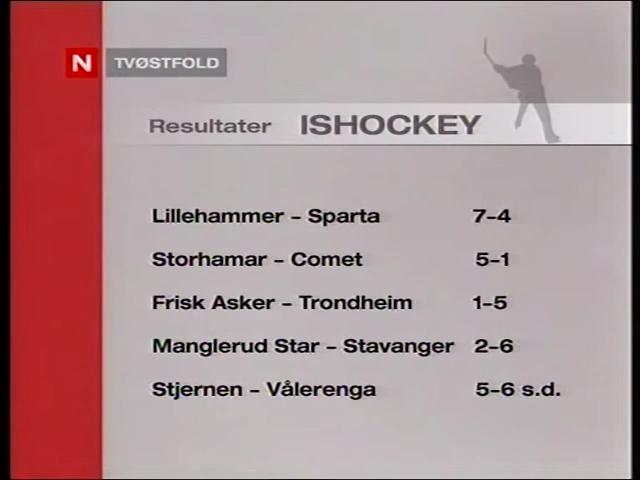 N TVØSTFOLD
Resultater ISHOCKEY
Lillehammer – Sparta 7–4
Storhamar – Comet 5–1
Frisk Asker – Trondheim 1–5
Manglerud Star – Stavanger 2–6
Stjernen – Vålerenga 5–6 s.d.